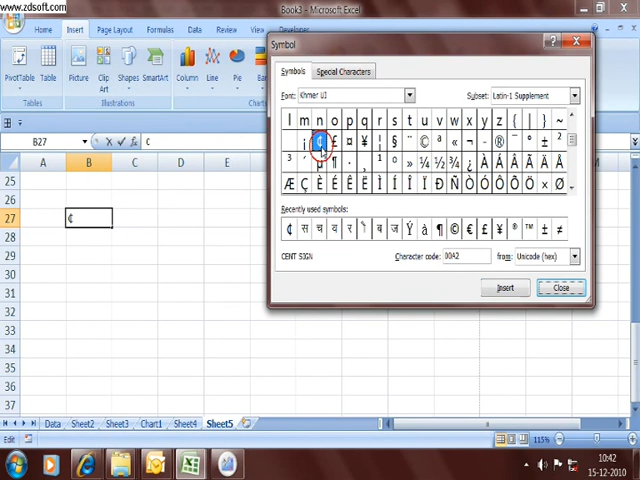 www.zdsoft.com
Book3 - Microsoft Excel
Home Insert Page Layout Formulas Data Review View Developer
PivotTable Table Picture Clip Art Shapes SmartArt Column Line
Tables
Symbol
Symbols Special Characters
Font: Khmer UI Subset: Latin-1 Supplement
l m n o p q r s t u v w x y z { | } ~
¡ ¢ £ ¤ ¥ ¦ § ¨ © ª « ¬ - ® ¯ ° ± ²
³ ´ µ ¶ · ¸ ¹ º » ¼ ½ ¾ ¿ À Á Â Ã Ä Å
Æ Ç È É Ê Ë Ì Í Î Ï Ð Ñ Ò Ó Ô Õ Ö × Ø
Recently used symbols:
¢ स च व र ी ब ज Ý à ¶ © € £ ¥ ® ™ ± ≠
CENT SIGN Character code: 00A2 from: Unicode (hex)
Insert Close
B27 ¢
A B C D E M
25
26
27 ¢
28
29
30
31
32
33
34
35
36
37
Data Sheet2 Sheet3 Chart1 Sheet4 Sheet5
Edit 115%
10:42
15-12-2010